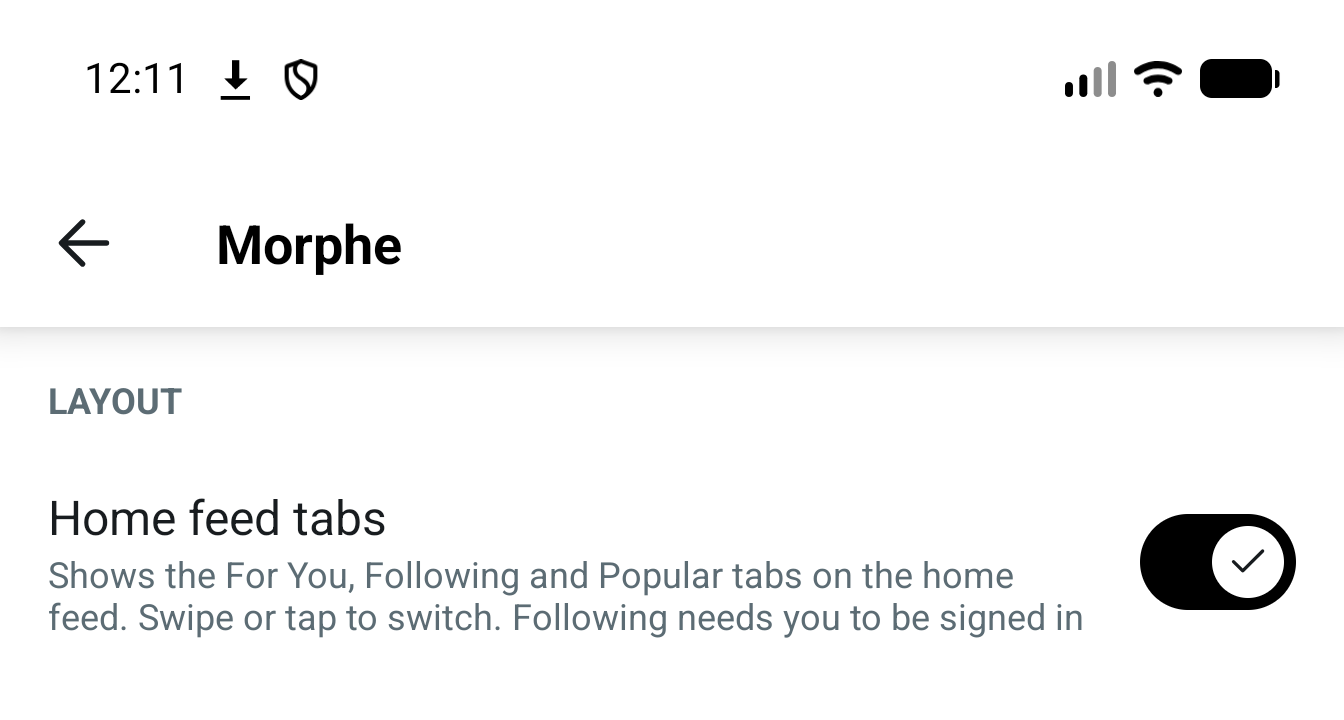 12:11
Morphe
LAYOUT
Home feed tabs
Shows the For You, Following and Popular tabs on the home
feed. Swipe or tap to switch. Following needs you to be signed in